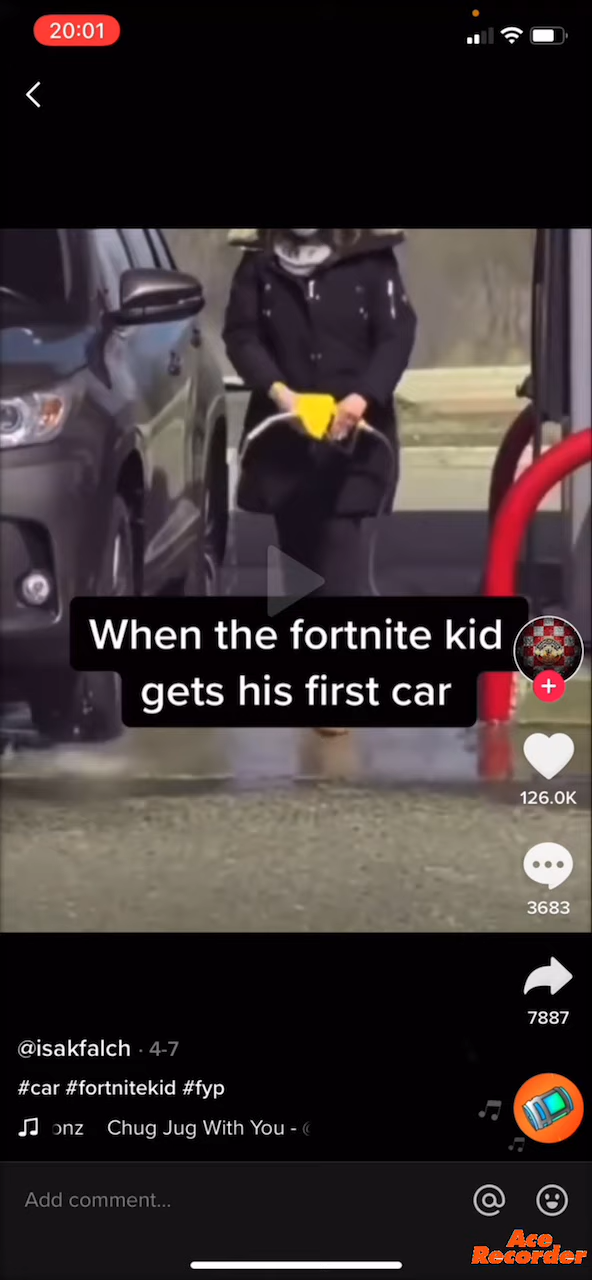 20:01
When the fortnite kid
gets his first car
126.0K
3683
7887
@isakfalch · 4-7
#car #fortnitekid #fyp
onz Chug Jug With You - 
Add comment...
Ace
Recorder